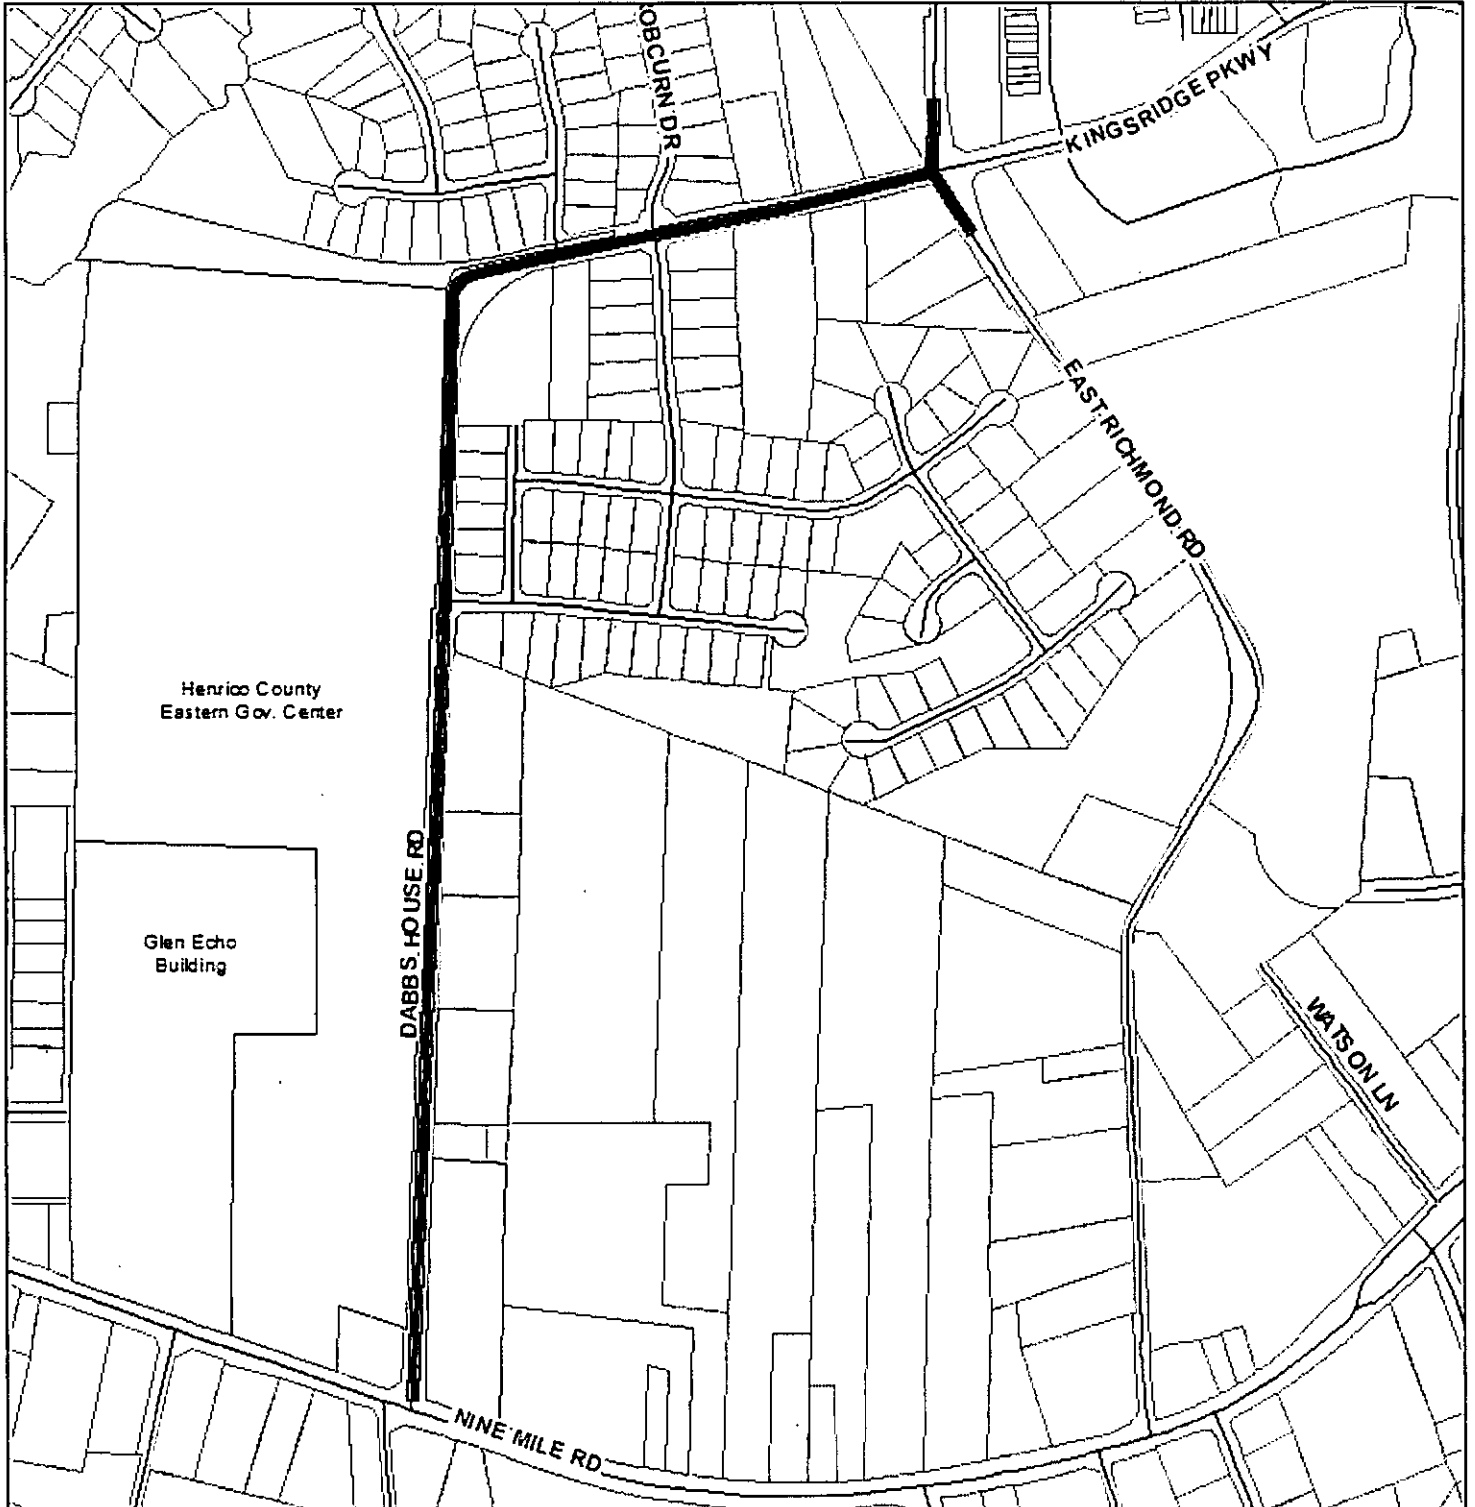 OBCURN DR
KINGSRIDGE PKWY
EAST RICHMOND RD
Henrico County
Eastern Gov. Center
DABBS HOUSE RD
Glen Echo
Building
WATSON LN
NINE MILE RD